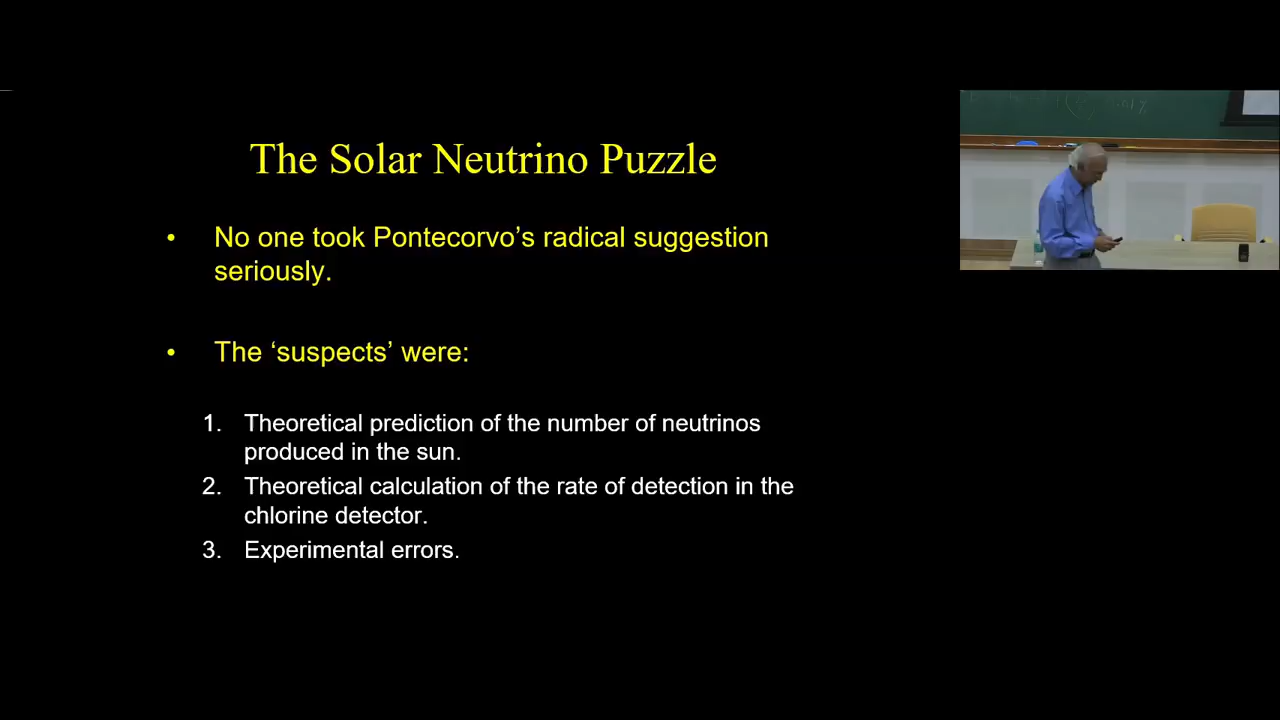 The Solar Neutrino Puzzle
• No one took Pontecorvo’s radical suggestion
seriously.
• The ‘suspects’ were:
1. Theoretical prediction of the number of neutrinos
produced in the sun.
2. Theoretical calculation of the rate of detection in the
chlorine detector.
3. Experimental errors.